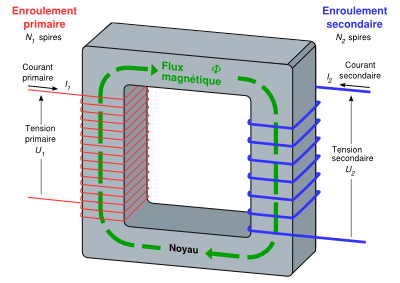 Enroulement
primaire
N1 spires
Enroulement
secondaire
N2 spires
Courant
primaire
I1
Flux Φ
magnétique
I2
Courant
secondaire
Tension
primaire
U1
Tension
secondaire
U2
Noyau